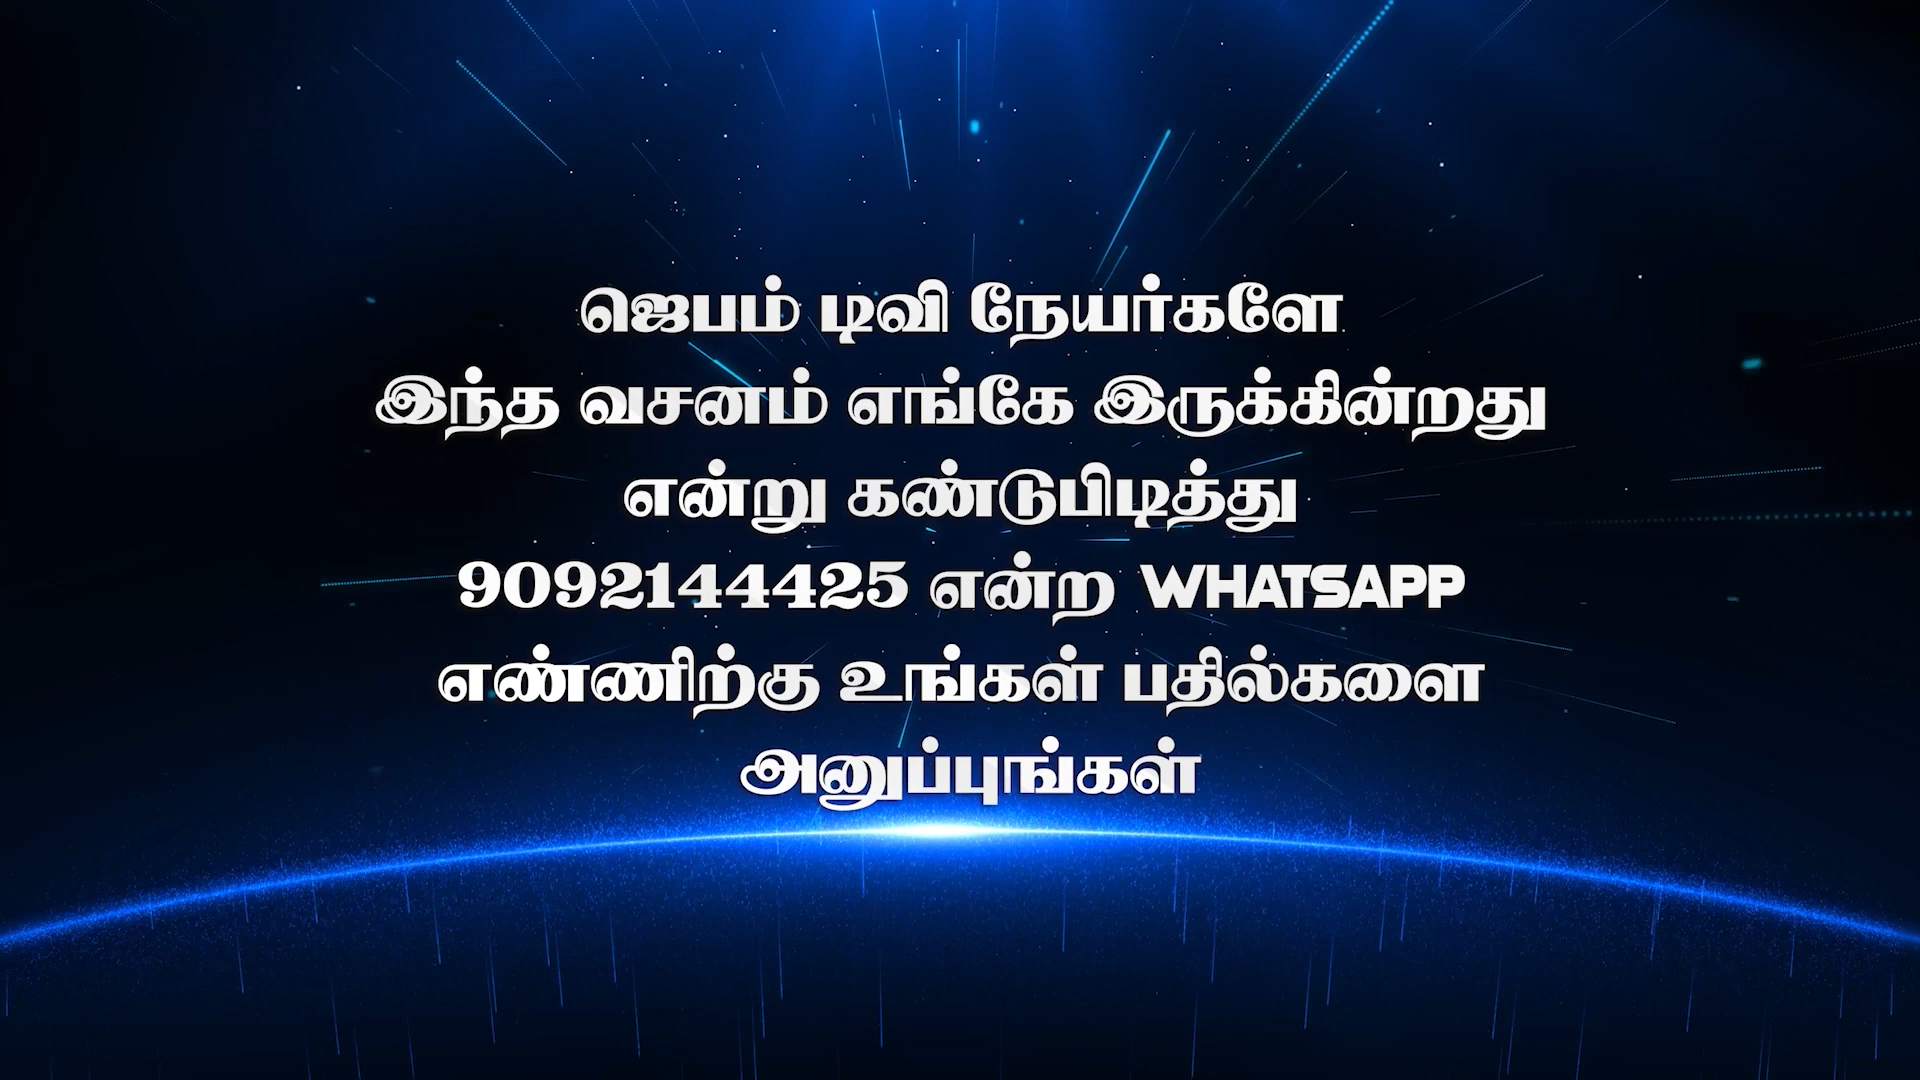 ஜெபம் டிவி நேயர்களே
இந்த வசனம் எங்கே இருக்கின்றது
என்று கண்டுபிடித்து
9092144425 என்ற WHATSAPP
எண்ணிற்கு உங்கள் பதில்களை
அனுப்புங்கள்